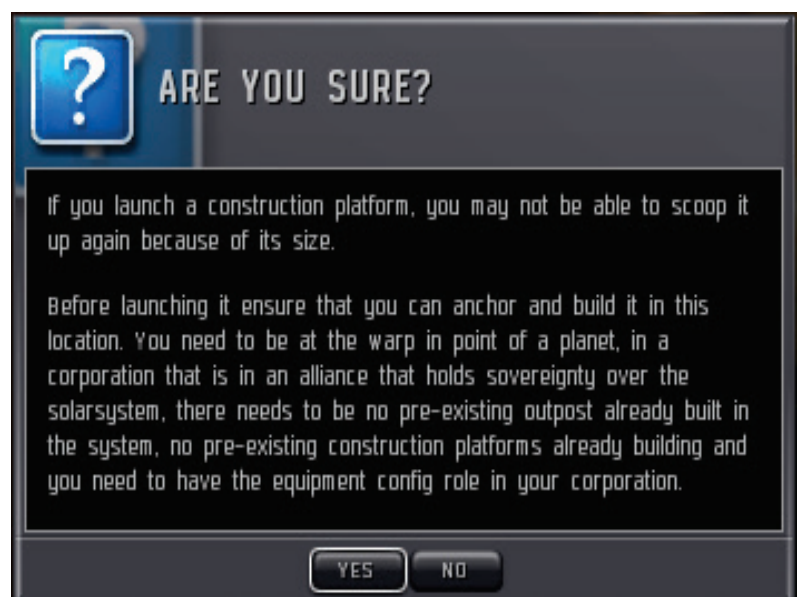 ?
ARE YOU SURE?
If you launch a construction platform, you may not be able to scoop it
up again because of its size.
Before launching it ensure that you can anchor and build it in this
location. You need to be at the warp in point of a planet, in a
corporation that is in an alliance that holds sovereignty over the
solarsystem, there needs to be no pre-existing outpost already built in
the system, no pre-existing construction platforms already building and
you need to have the equipment config role in your corporation.
YES NO